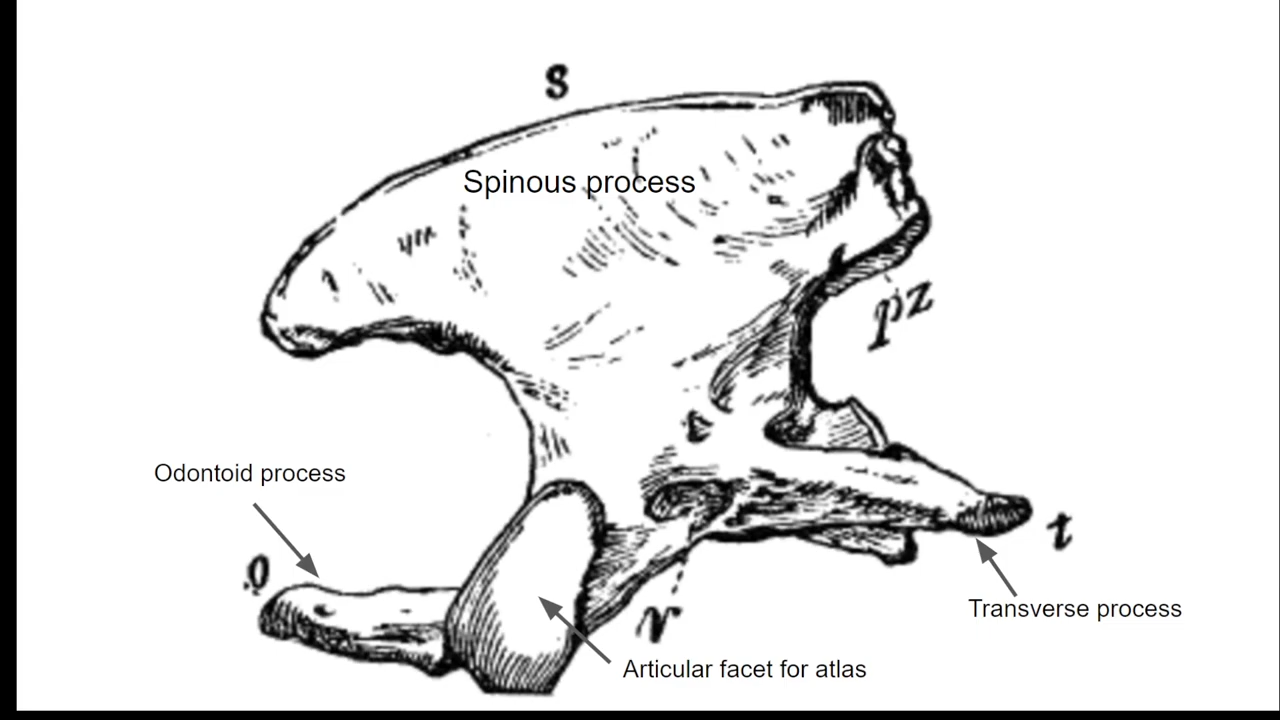 s
Spinous process
pz
Odontoid process
o
t
Transverse process
v
Articular facet for atlas